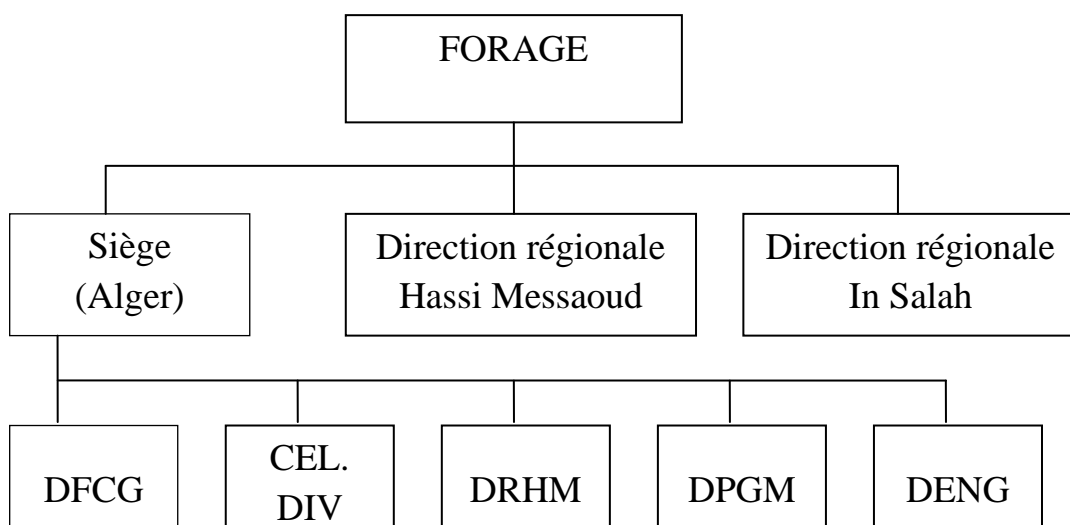 FORAGE
Siège
(Alger)
Direction régionale
Hassi Messaoud
Direction régionale
In Salah
DFCG
CEL.
DIV
DRHM
DPGM
DENG